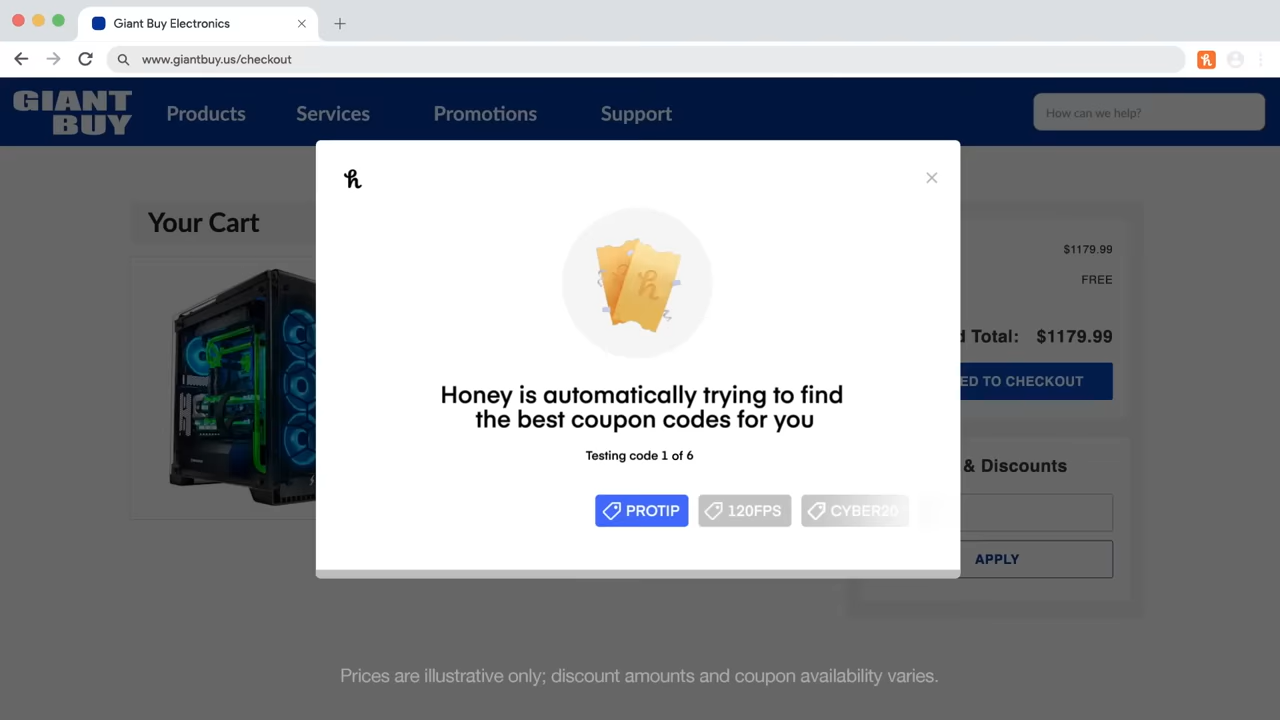 Giant Buy Electronics
www.giantbuy.us/checkout
GIANT
BUY
Products
Services
Promotions
Support
How can we help?
h
Your Cart
$1179.99
FREE
Honey is automatically trying to find
the best coupon codes for you
d Total: $1179.99
ED TO CHECKOUT
Testing code 1 of 6
& Discounts
PROTIP
120FPS
CYBER20
APPLY
Prices are illustrative only; discount amounts and coupon availability varies.